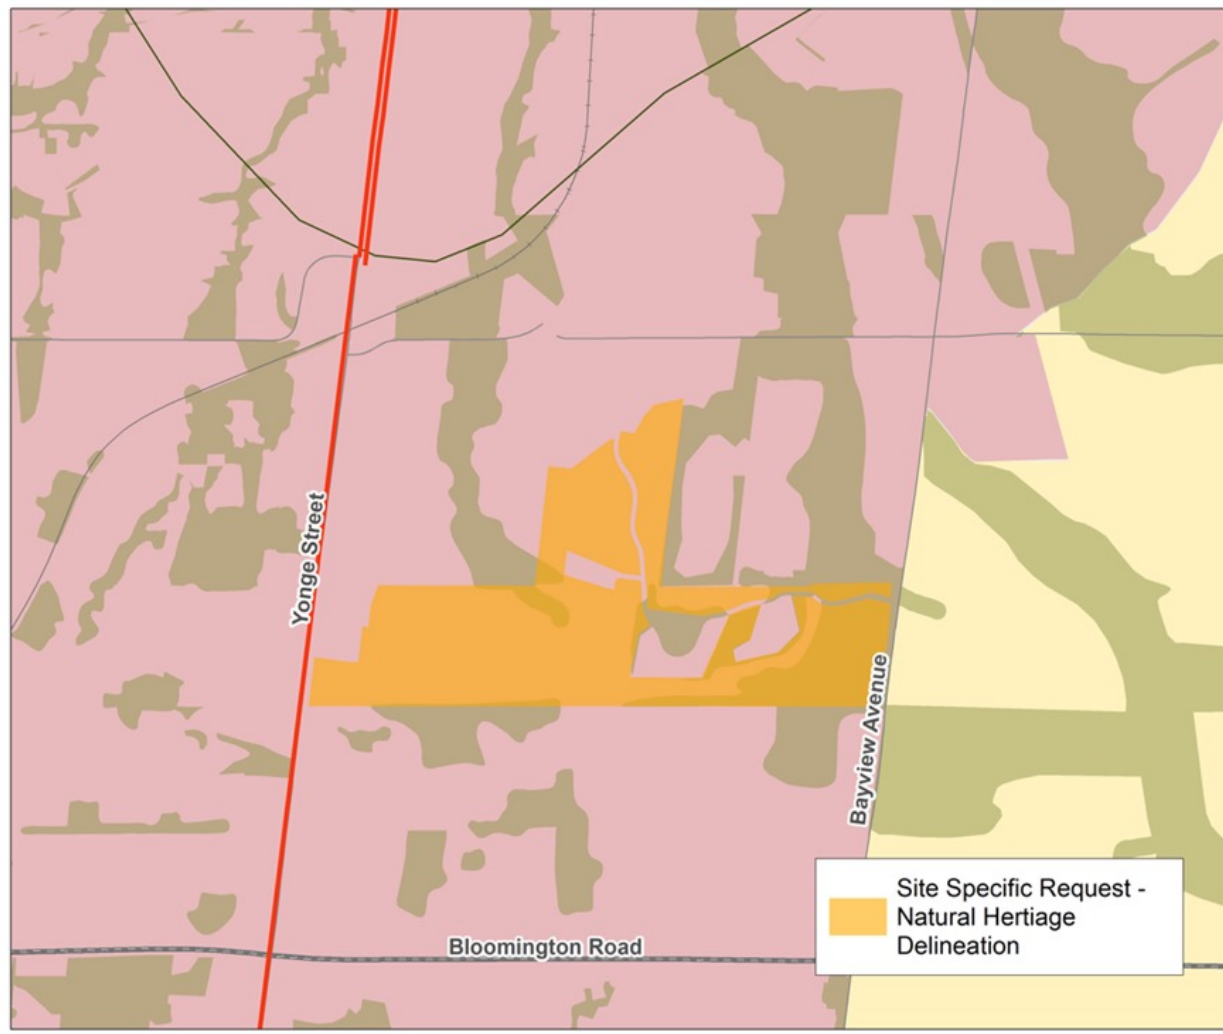 Yonge Street
Bayview Avenue
Site Specific Request -
Natural Hertiage
Delineation
Bloomington Road